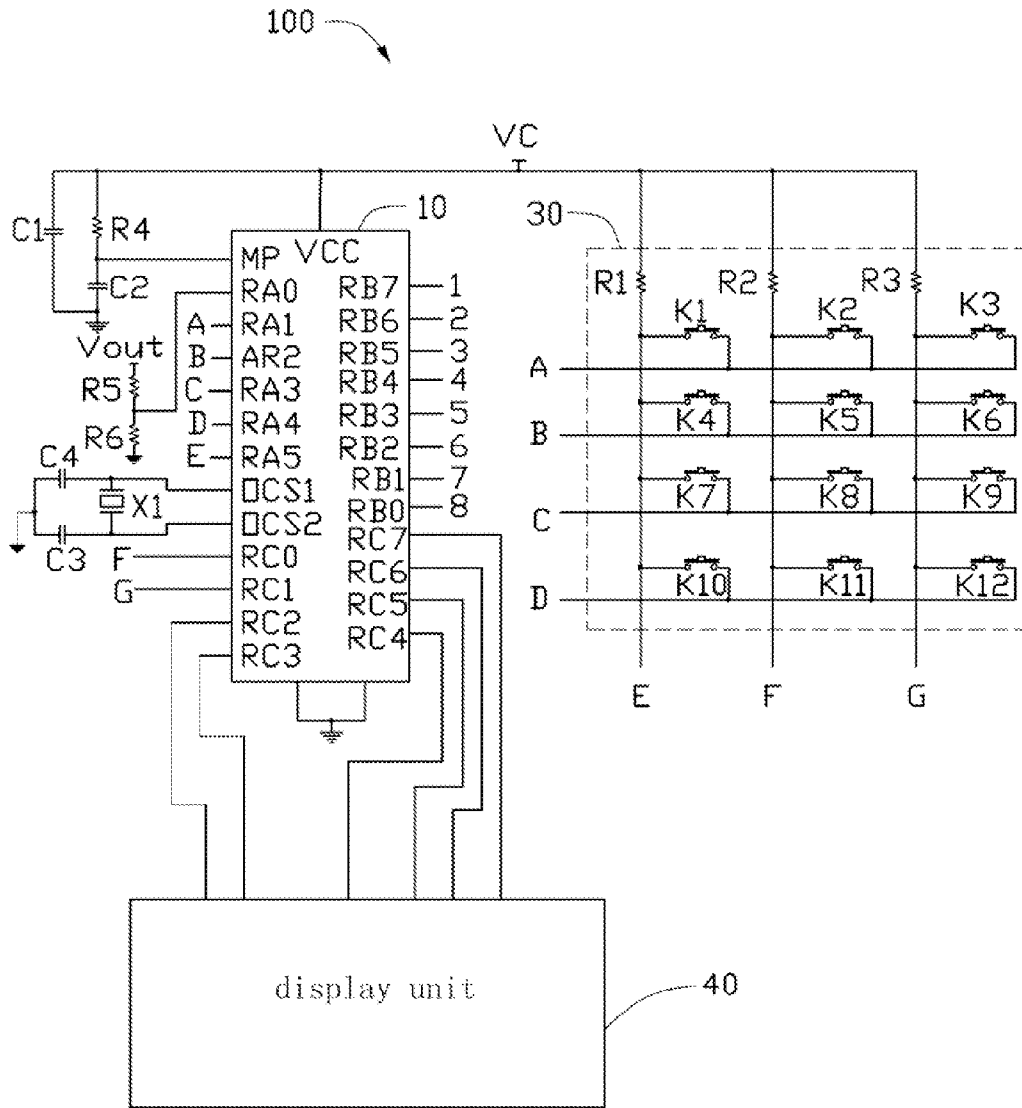 100
VC
10
30
C1
R4
C2
MP
VCC
RA0
RA1
AR2
RA3
RA4
RA5
OCS1
OCS2
RC0
RC1
RC2
RC3
RB7
RB6
RB5
RB4
RB3
RB2
RB1
RB0
RC7
RC6
RC5
RC4
1
2
3
4
5
6
7
8
A
B
C
D
E
F
G
Vout
R5
R6
C4
X1
C3
R1
R2
R3
K1
K2
K3
A
K4
K5
K6
B
K7
K8
K9
C
K10
K11
K12
D
E
F
G
display unit
40